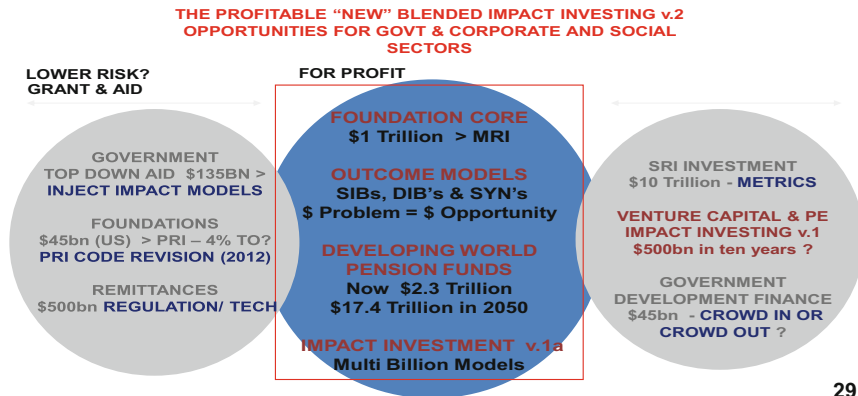 THE PROFITABLE “NEW” BLENDED IMPACT INVESTING v.2
OPPORTUNITIES FOR GOVT & CORPORATE AND SOCIAL
SECTORS
LOWER RISK?
GRANT & AID
FOR PROFIT
GOVERNMENT
TOP DOWN AID $135BN >
INJECT IMPACT MODELS
FOUNDATIONS
$45bn (US) > PRI – 4% TO?
PRI CODE REVISION (2012)
REMITTANCES
$500bn REGULATION/ TECH
FOUNDATION CORE
$1 Trillion > MRI
OUTCOME MODELS
SIBs, DIB’s & SYN’s
$ Problem = $ Opportunity
DEVELOPING WORLD
PENSION FUNDS
Now $2.3 Trillion
$17.4 Trillion in 2050
IMPACT INVESTMENT v.1a
Multi Billion Models
SRI INVESTMENT
$10 Trillion - METRICS
VENTURE CAPITAL & PE
IMPACT INVESTING v.1
$500bn in ten years ?
GOVERNMENT
DEVELOPMENT FINANCE
$45bn - CROWD IN OR
CROWD OUT ?
29